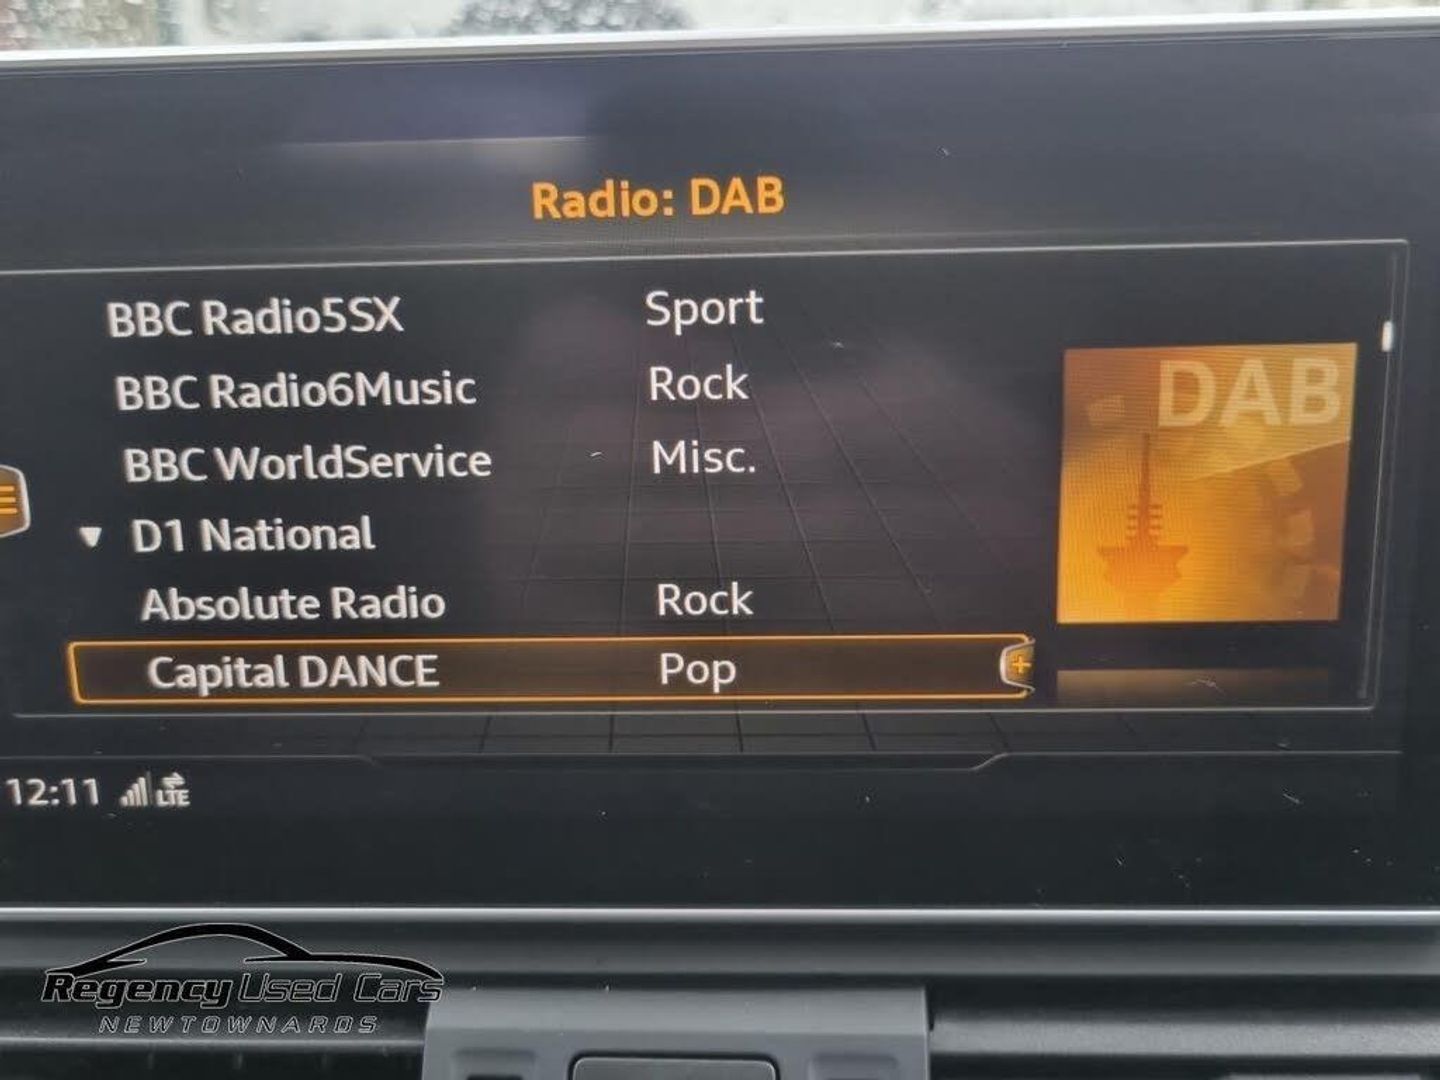 Radio: DAB
BBC Radio5SX Sport
BBC Radio6Music Rock
BBC WorldService Misc.
D1 National
Absolute Radio Rock
Capital DANCE Pop
DAB
12:11 LTE
Regency Used Cars
NEWTOWNARDS